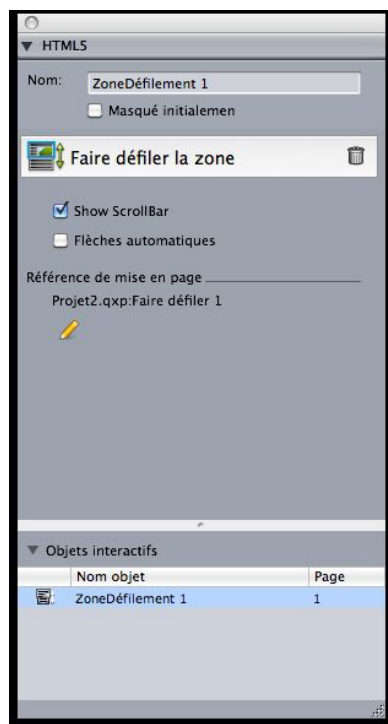 HTML5
Nom: ZoneDéfilement 1
Masqué initialemen
Faire défiler la zone
Show ScrollBar
Flèches automatiques
Référence de mise en page
Projet2.qxp:Faire défiler 1
Objets interactifs
Nom objet Page
ZoneDéfilement 1 1